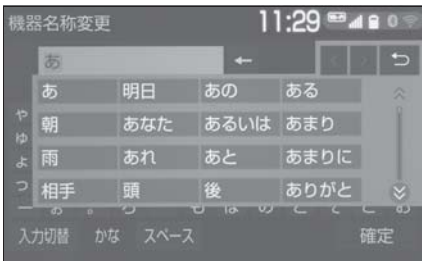 機器名称変更 11:29 0
あ ←
あ 明日 あの ある
朝 あなた あるいは あまり
雨 あれ あと あまりに
相手 頭 後 ありがと
や
ゆ
よ
つ
入力切替 かな スペース 確定